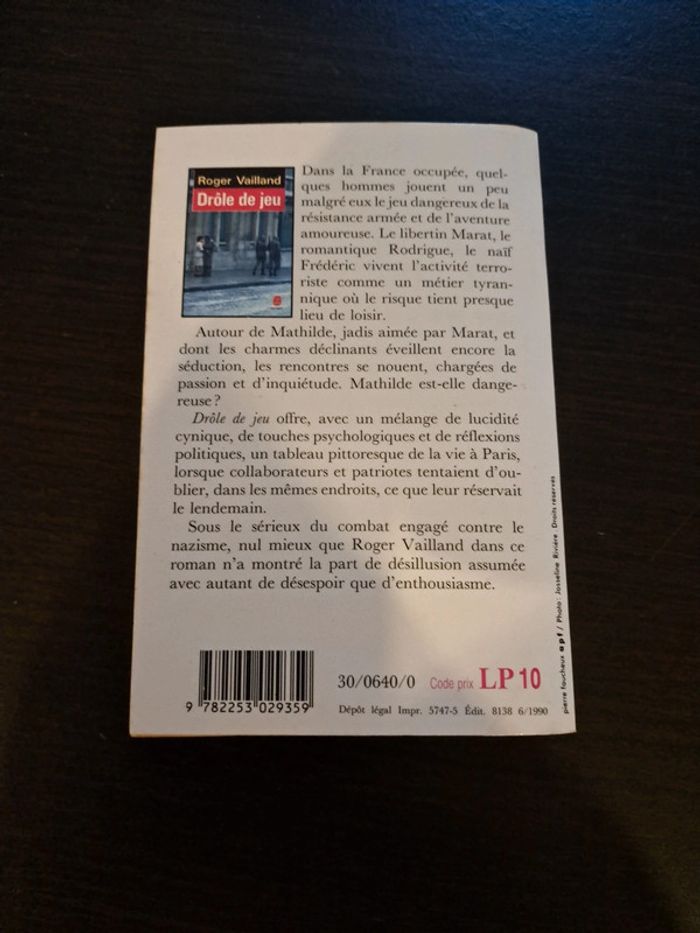 Roger Vailland
Drôle de jeu
Dans la France occupée, quel-
ques hommes jouent un peu
malgré eux le jeu dangereux de la
résistance armée et de l'aventure
amoureuse. Le libertin Marat, le
romantique Rodrigue, le naïf
Frédéric vivent l'activité terro-
riste comme un métier tyran-
nique où le risque tient presque
lieu de loisir.
Autour de Mathilde, jadis aimée par Marat, et
dont les charmes déclinants éveillent encore la
séduction, les rencontres se nouent, chargées de
passion et d'inquiétude. Mathilde est-elle dange-
reuse ?
Drôle de jeu offre, avec un mélange de lucidité
cynique, de touches psychologiques et de réflexions
politiques, un tableau pittoresque de la vie à Paris,
lorsque collaborateurs et patriotes tentaient d'ou-
blier, dans les mêmes endroits, ce que leur réservait
le lendemain.
Sous le sérieux du combat engagé contre le
nazisme, nul mieux que Roger Vailland dans ce
roman n'a montré la part de désillusion assumée
avec autant de désespoir que d'enthousiasme.
9 782253 029359
30/0640/0 Code prix LP 10
Dépôt légal Impr. 5747-5 Édit. 8138 6/1990
pierre faucheux apf / Photo : Josseline Rivière. Droits réservés